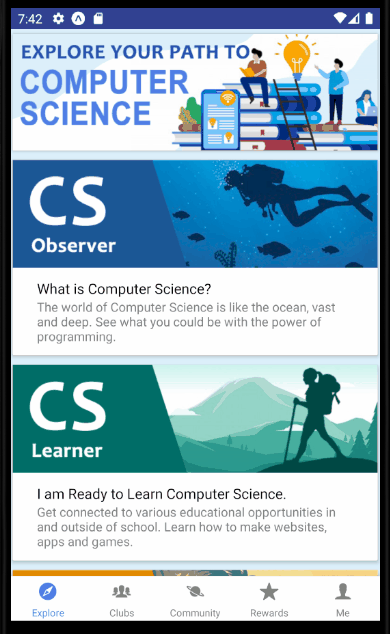 7:42
EXPLORE YOUR PATH TO
COMPUTER
SCIENCE
CS
Observer
What is Computer Science?
The world of Computer Science is like the ocean, vast
and deep. See what you could be with the power of
programming.
CS
Learner
I am Ready to Learn Computer Science.
Get connected to various educational opportunities in
and outside of school. Learn how to make websites,
apps and games.
Explore
Clubs
Community
Rewards
Me